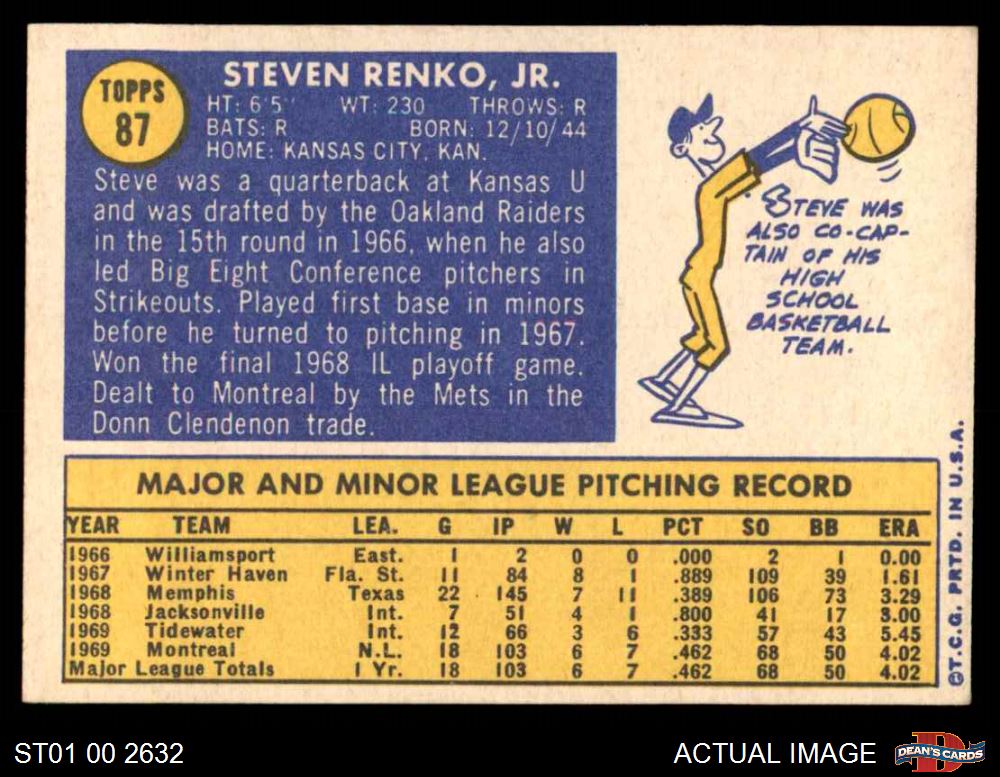 TOPPS
87
STEVEN RENKO, JR.
HT: 6'5" WT: 230 THROWS: R
BATS: R BORN: 12/10/44
HOME: KANSAS CITY, KAN.
Steve was a quarterback at Kansas U
and was drafted by the Oakland Raiders
in the 15th round in 1966, when he also
led Big Eight Conference pitchers in
Strikeouts. Played first base in minors
before he turned to pitching in 1967.
Won the final 1968 IL playoff game.
Dealt to Montreal by the Mets in the
Donn Clendenon trade.
STEVE WAS
ALSO CO-CAP-
TAIN OF HIS
HIGH
SCHOOL
BASKETBALL
TEAM.
MAJOR AND MINOR LEAGUE PITCHING RECORD
YEAR TEAM LEA. G IP W L PCT SO BB ERA
1966 Williamsport East. 1 2 0 0 .000 2 1 0.00
1967 Winter Haven Fla. St. 11 84 8 1 .889 109 39 1.61
1968 Memphis Texas 22 145 7 11 .389 106 73 3.29
1968 Jacksonville Int. 7 51 4 1 .800 41 17 3.00
1969 Tidewater Int. 12 66 3 6 .333 57 43 5.45
1969 Montreal N.L. 18 103 6 7 .462 68 50 4.02
Major League Totals 1 Yr. 18 103 6 7 .462 68 50 4.02
©T.C.G. PRTD. IN U.S.A.
ST01 00 2632
ACTUAL IMAGE
DEAN'S CARDS